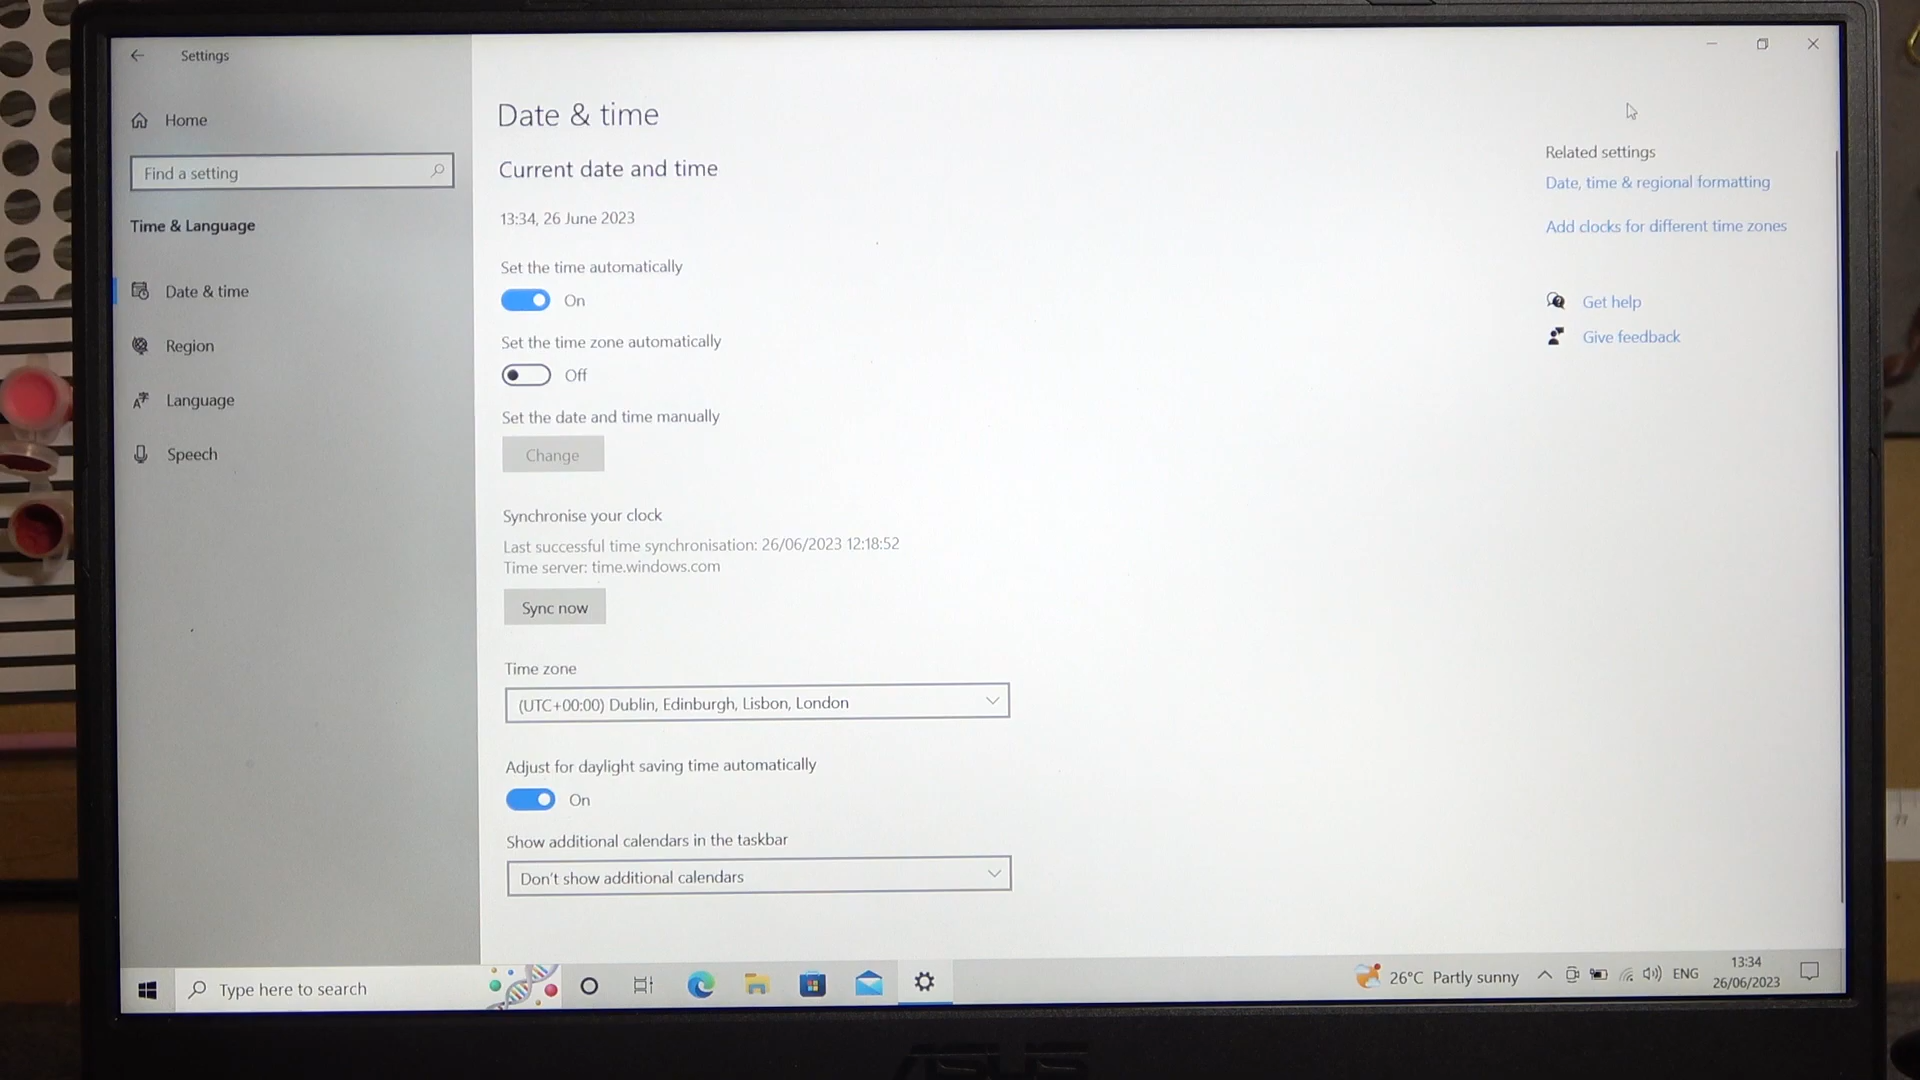 Settings
Home
Find a setting
Time & Language
Date & time
Region
Language
Speech
Date & time
Current date and time
13:34, 26 June 2023
Set the time automatically
On
Set the time zone automatically
Off
Set the date and time manually
Change
Synchronise your clock
Last successful time synchronisation: 26/06/2023 12:18:52
Time server: time.windows.com
Sync now
Time zone
(UTC+00:00) Dublin, Edinburgh, Lisbon, London
Adjust for daylight saving time automatically
On
Show additional calendars in the taskbar
Don't show additional calendars
Related settings
Date, time & regional formatting
Add clocks for different time zones
Get help
Give feedback
Type here to search
26°C Partly sunny
ENG
13:34
26/06/2023
ASUS